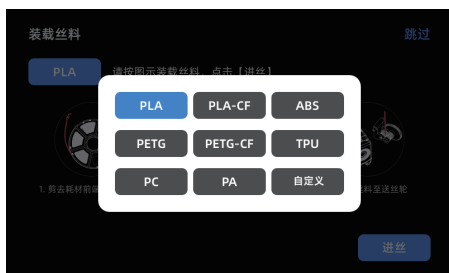 装载丝料
跳过
PLA
请按图示装载丝料，点击【进丝】
PLA
PLA-CF
ABS
PETG
PETG-CF
TPU
PC
PA
自定义
1. 剪去耗材前端
料至送丝轮
进丝